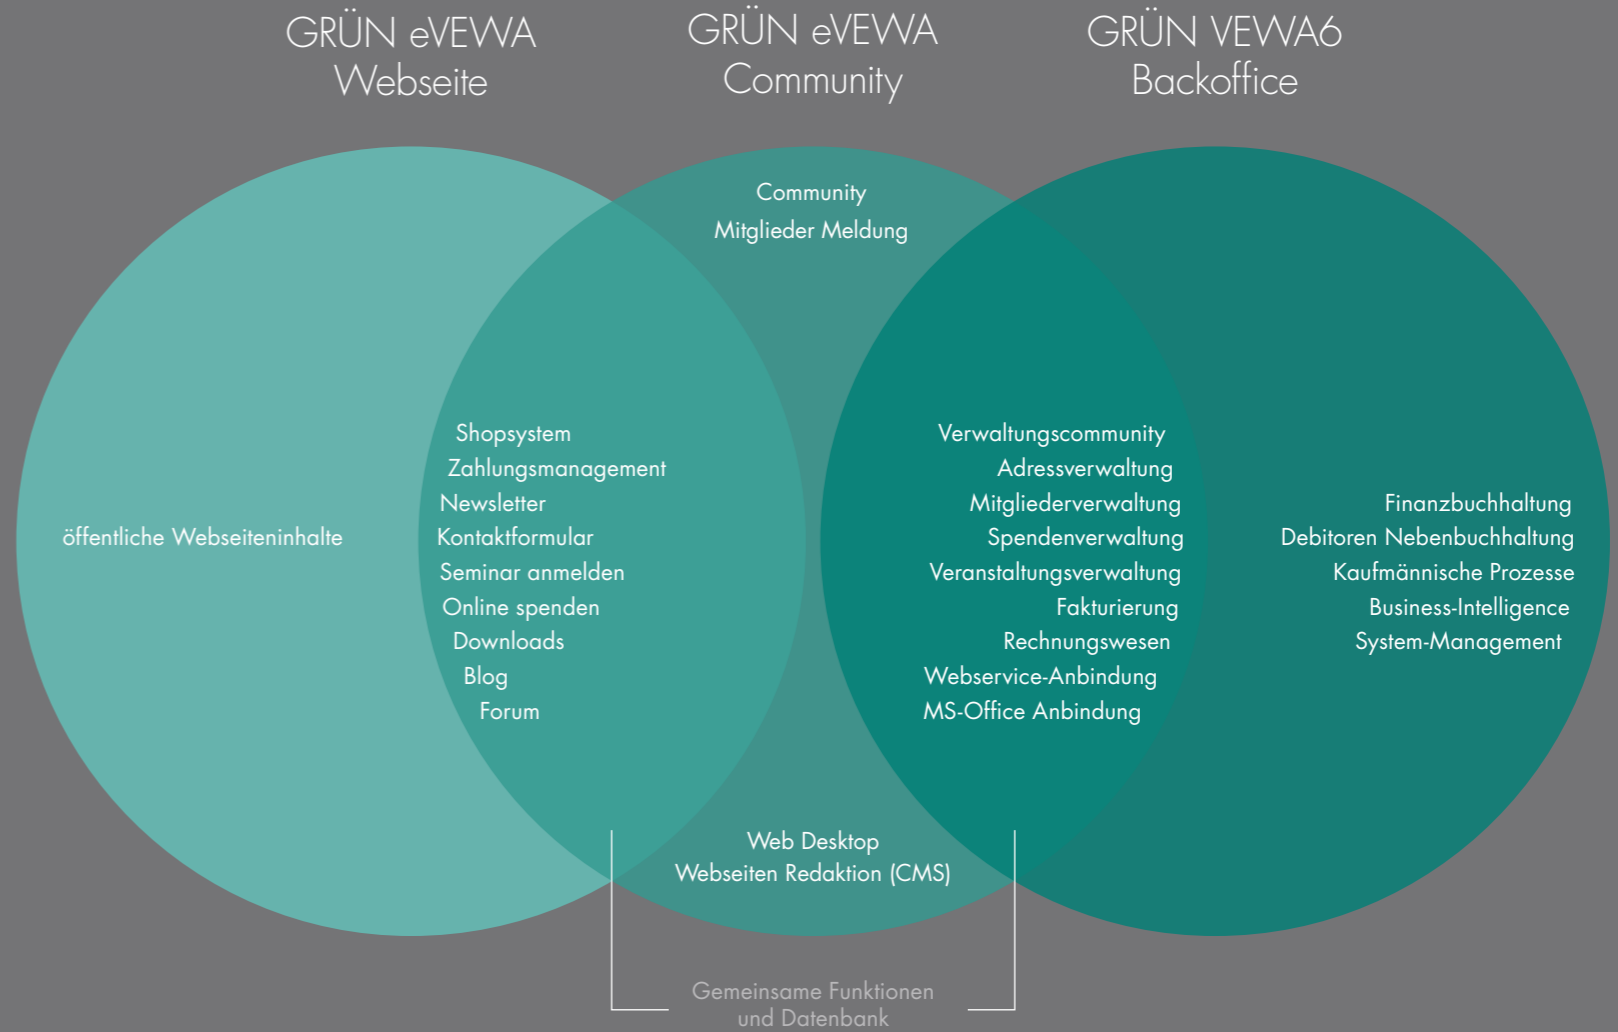 GRÜN eVEWA
Webseite
GRÜN eVEWA
Community
GRÜN VEWA6
Backoffice
Community
Mitglieder Meldung
öffentliche Webseiteninhalte
Shopsystem
Zahlungsmanagement
Newsletter
Kontaktformular
Seminar anmelden
Online spenden
Downloads
Blog
Forum
Verwaltungscommunity
Adressverwaltung
Mitgliederverwaltung
Spendenverwaltung
Veranstaltungsverwaltung
Fakturierung
Rechnungswesen
Webservice-Anbindung
MS-Office Anbindung
Finanzbuchhaltung
Debitoren Nebenbuchhaltung
Kaufmännische Prozesse
Business-Intelligence
System-Management
Web Desktop
Webseiten Redaktion (CMS)
Gemeinsame Funktionen
und Datenbank